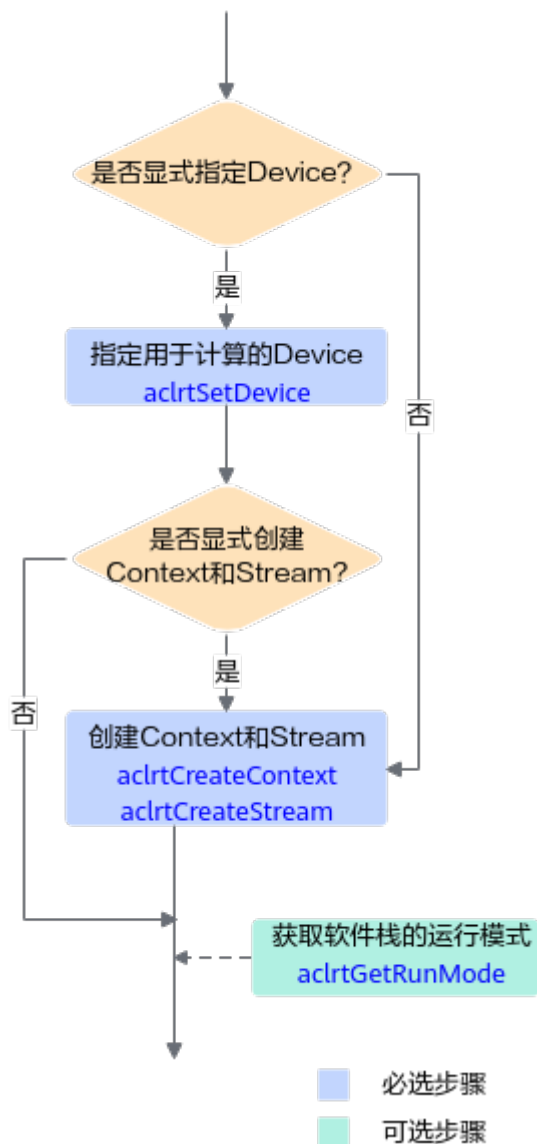 是否显式指定Device?
是
指定用于计算的Device
aclrtSetDevice
否
是否显式创建
Context和Stream?
是
否
创建Context和Stream
aclrtCreateContext
aclrtCreateStream
获取软件栈的运行模式
aclrtGetRunMode
必选步骤
可选步骤